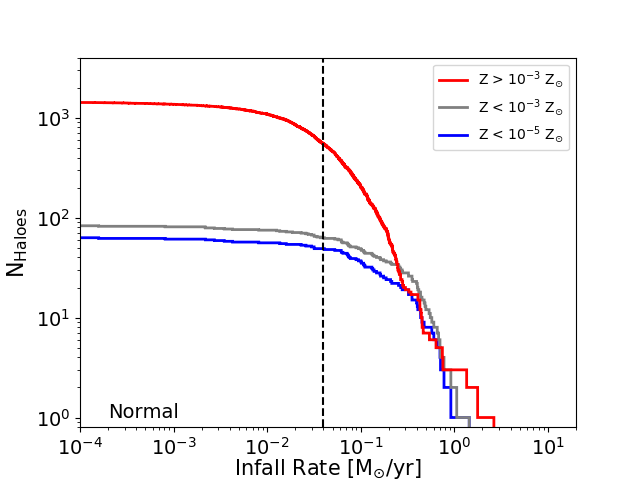 Z > 10⁻³ Z⊙
Z < 10⁻³ Z⊙
Z < 10⁻⁵ Z⊙
10³
10²
10¹
10⁰
N_Haloes
Normal
10⁻⁴ 10⁻³ 10⁻² 10⁻¹ 10⁰ 10¹
Infall Rate [M⊙/yr]